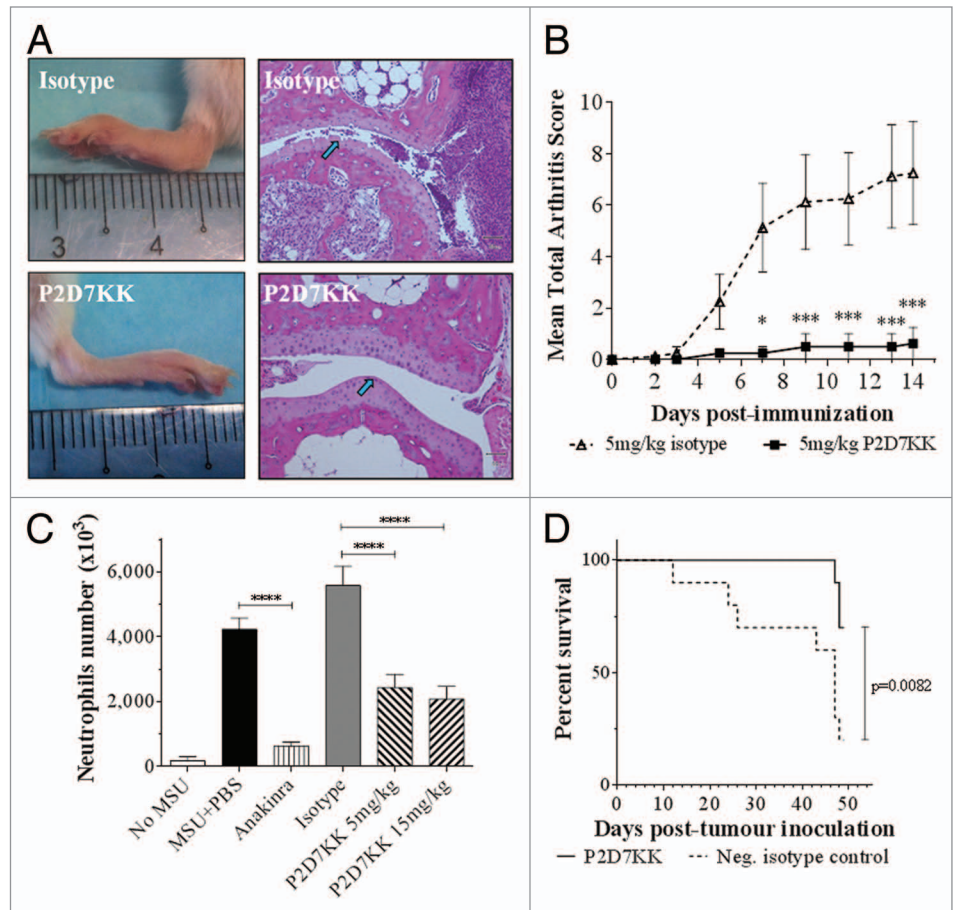 A
Isotype
Isotype
3 4
P2D7KK
P2D7KK
B
Mean Total Arthritis Score
10
8
6
4
2
0
* *** *** *** ***
0 2 4 6 8 10 12 14
Days post-immunization
5mg/kg isotype 5mg/kg P2D7KK
C
Neutrophils number (x10³)
6,000
4,000
2,000
0
****
****
****
No MSU
MSU+PBS
Anakinra
Isotype
P2D7KK 5mg/kg
P2D7KK 15mg/kg
D
Percent survival
100
50
0
p=0.0082
0 10 20 30 40 50
Days post-tumour inoculation
P2D7KK Neg. isotype control